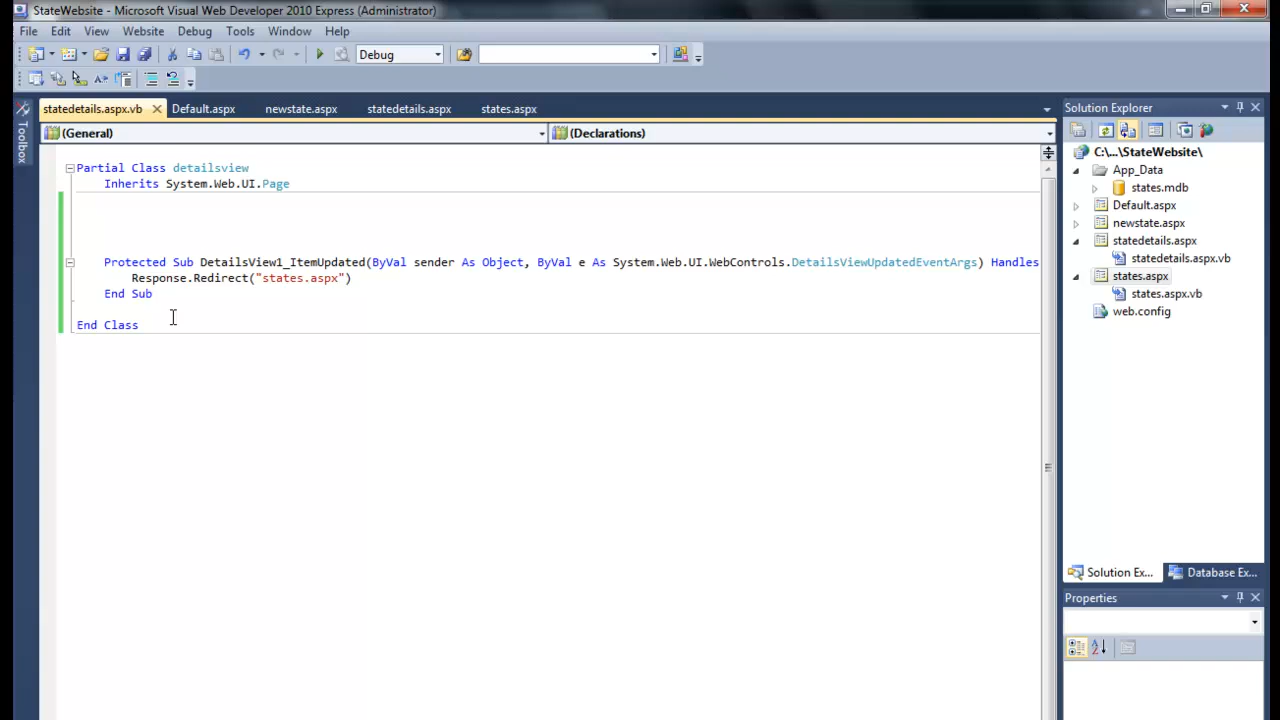 StateWebsite - Microsoft Visual Web Developer 2010 Express (Administrator)
File Edit View Website Debug Tools Window Help
Debug
statedetails.aspx.vb Default.aspx newstate.aspx statedetails.aspx states.aspx
(General) (Declarations)
Toolbox
Partial Class detailsview
Inherits System.Web.UI.Page
Protected Sub DetailsView1_ItemUpdated(ByVal sender As Object, ByVal e As System.Web.UI.WebControls.DetailsViewUpdatedEventArgs) Handles
Response.Redirect("states.aspx")
End Sub
End Class
Solution Explorer
C:\...\StateWebsite\
App_Data
states.mdb
Default.aspx
newstate.aspx
statedetails.aspx
statedetails.aspx.vb
states.aspx
states.aspx.vb
web.config
Solution Ex... Database Ex...
Properties